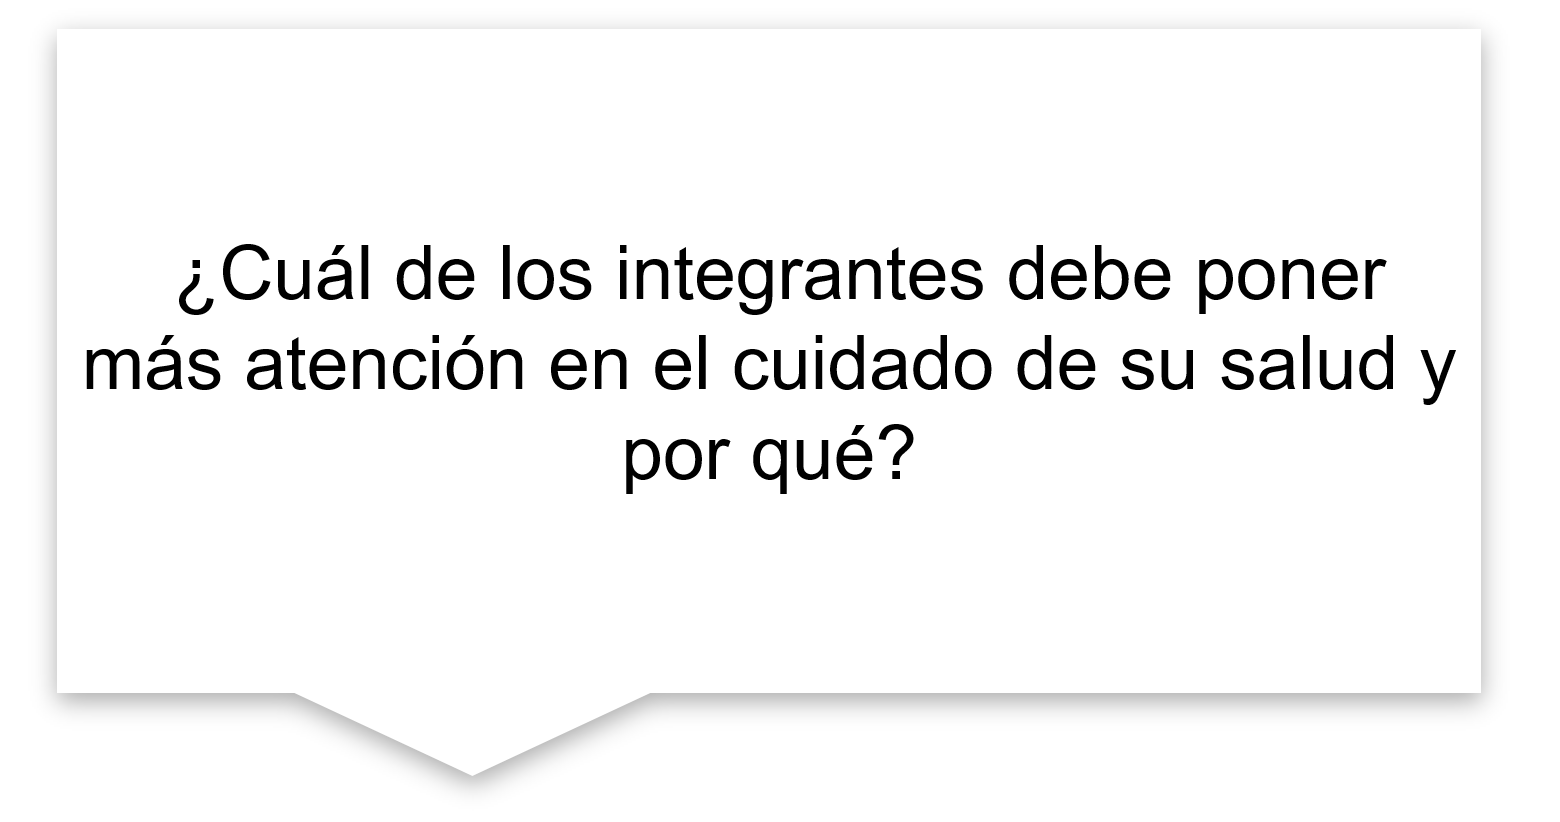 ¿Cuál de los integrantes debe poner
más atención en el cuidado de su salud y
por qué?